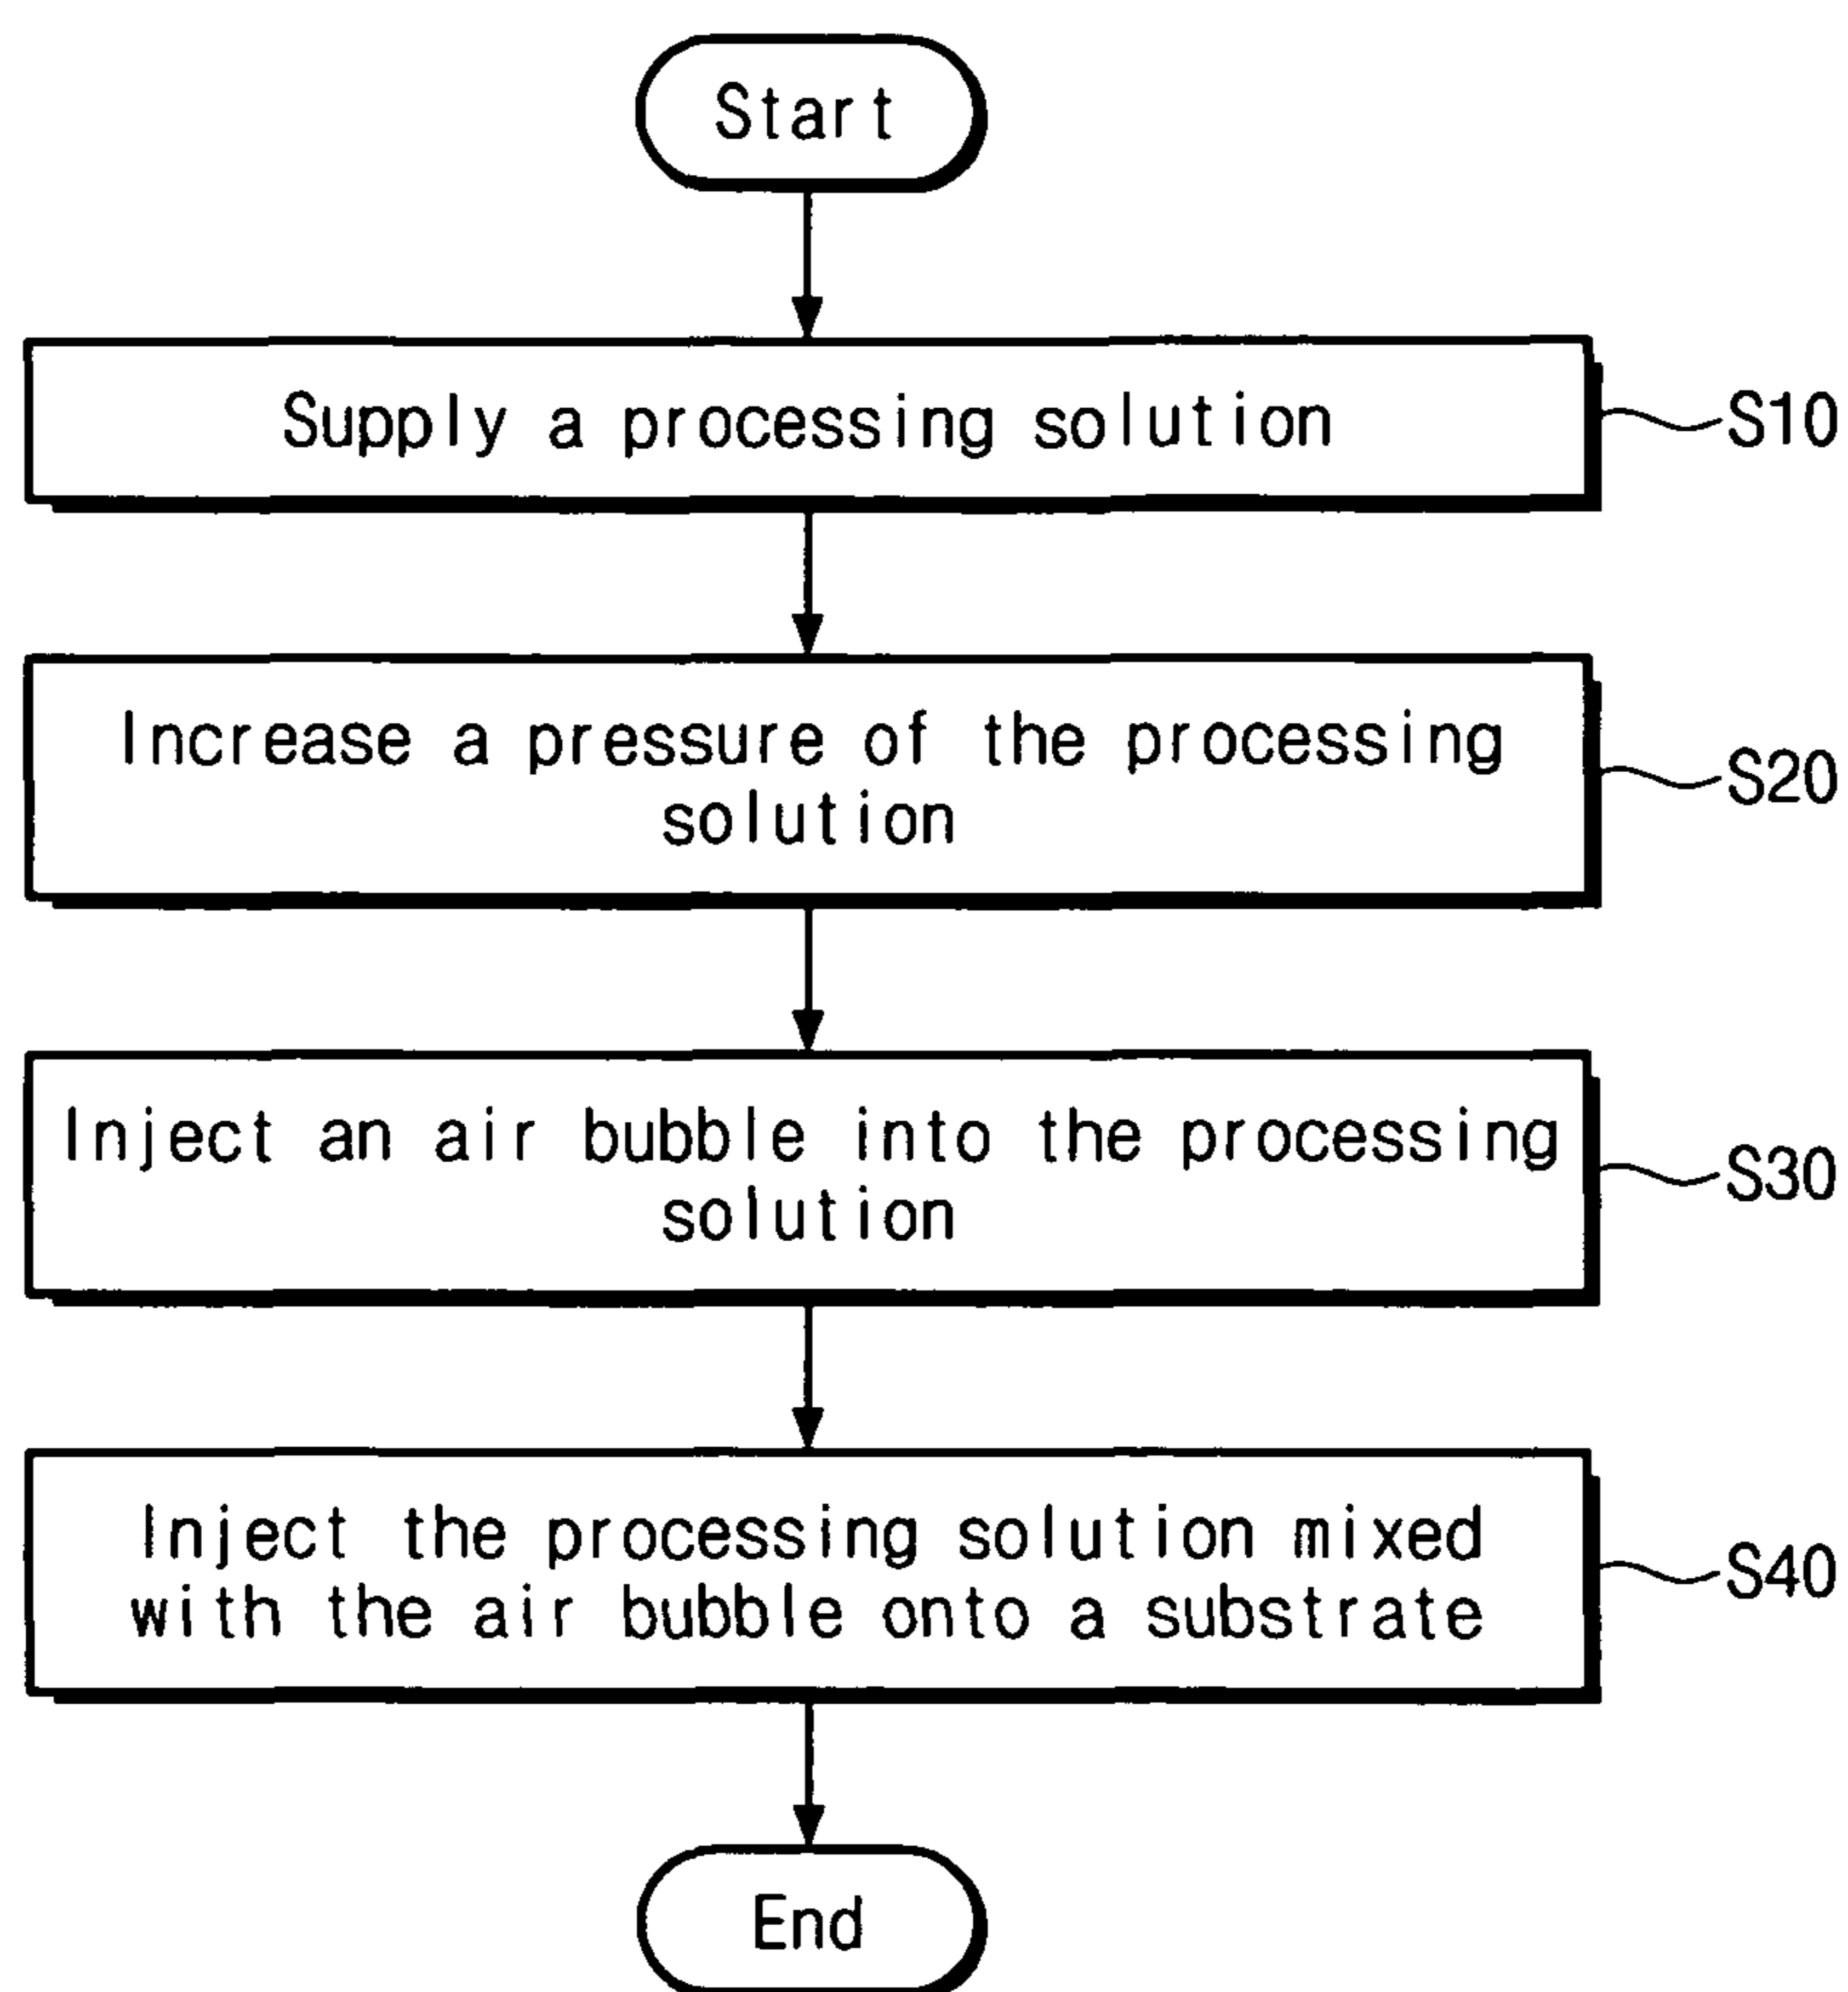 Start
Supply a processing solution
S10
Increase a pressure of the processing
solution
S20
Inject an air bubble into the processing
solution
S30
Inject the processing solution mixed
with the air bubble onto a substrate
S40
End